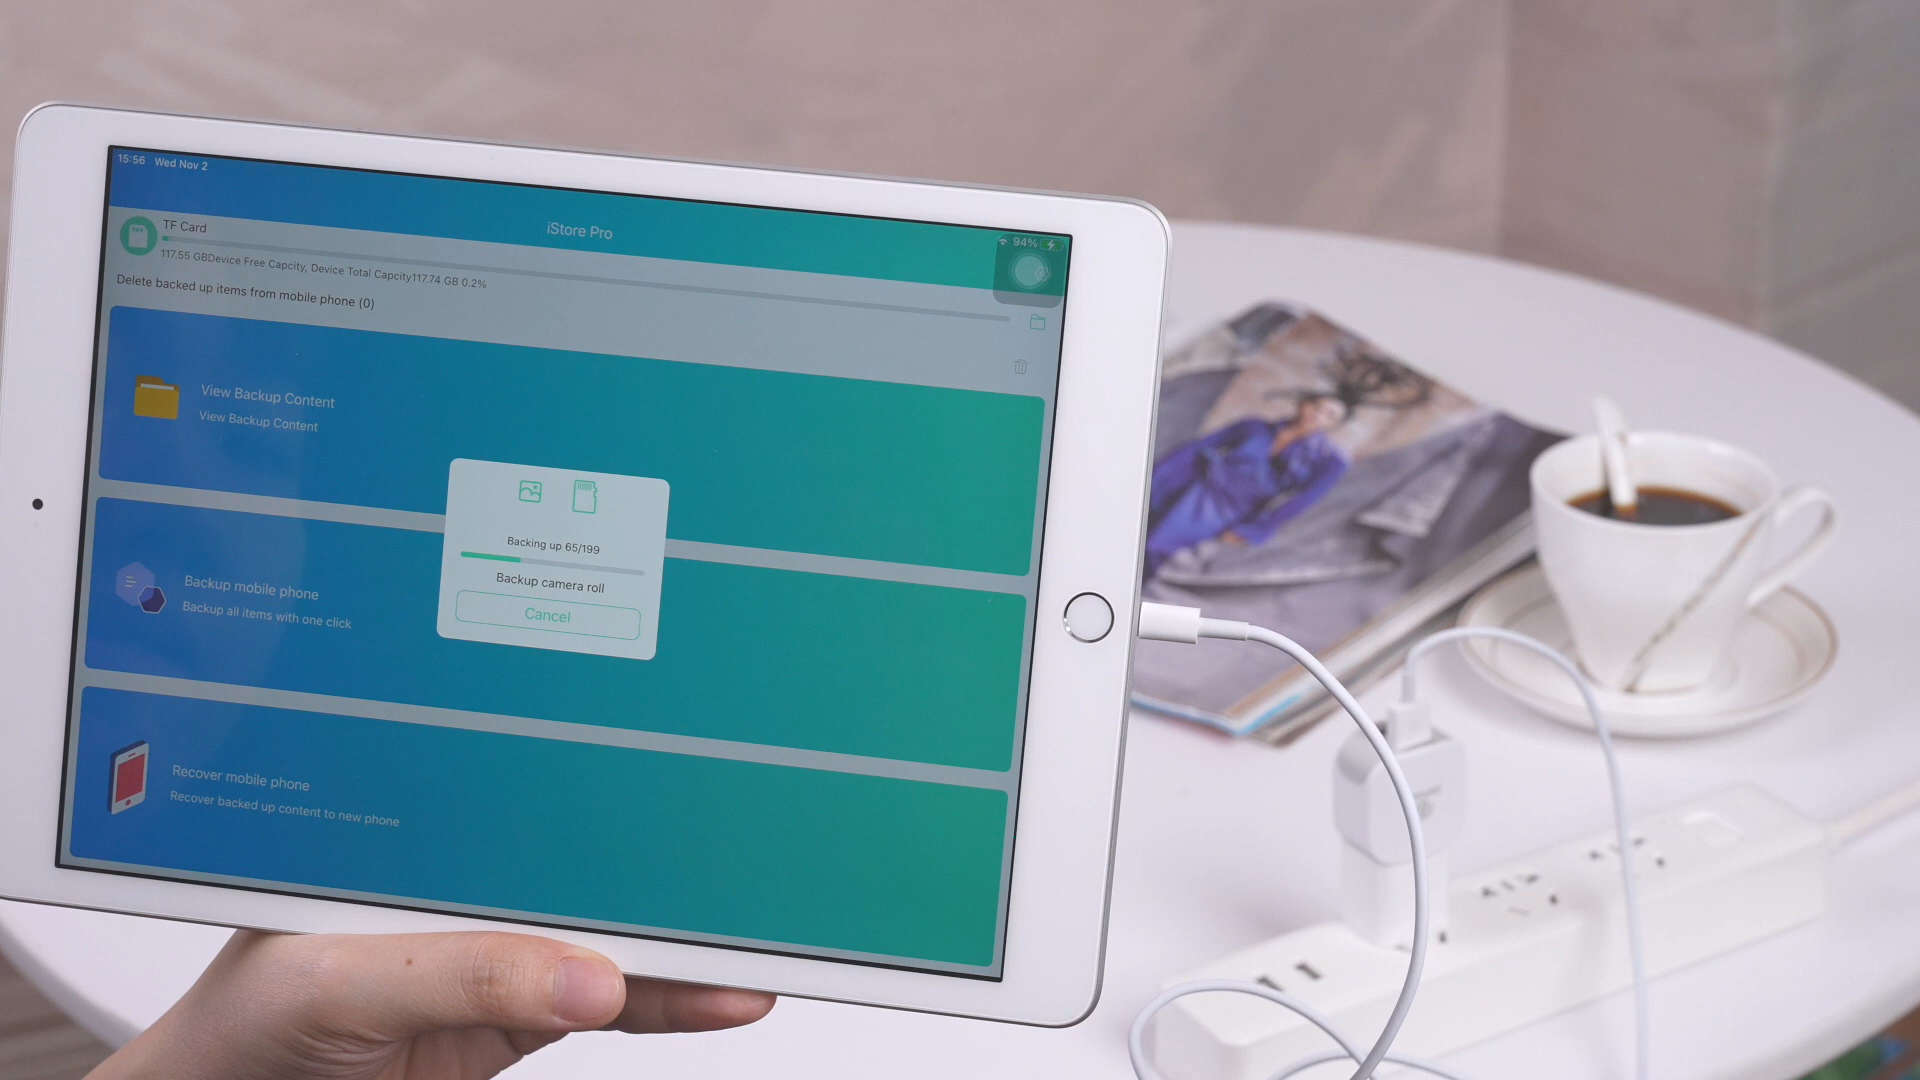 15:56 Wed Nov 2
iStore Pro
94%
TF Card
117.55 GBDevice Free Capcity, Device Total Capcity117.74 GB 0.2%
Delete backed up items from mobile phone (0)
View Backup Content
View Backup Content
Backing up 65/199
Backup camera roll
Cancel
Backup mobile phone
Backup all items with one click
Recover mobile phone
Recover backed up content to new phone